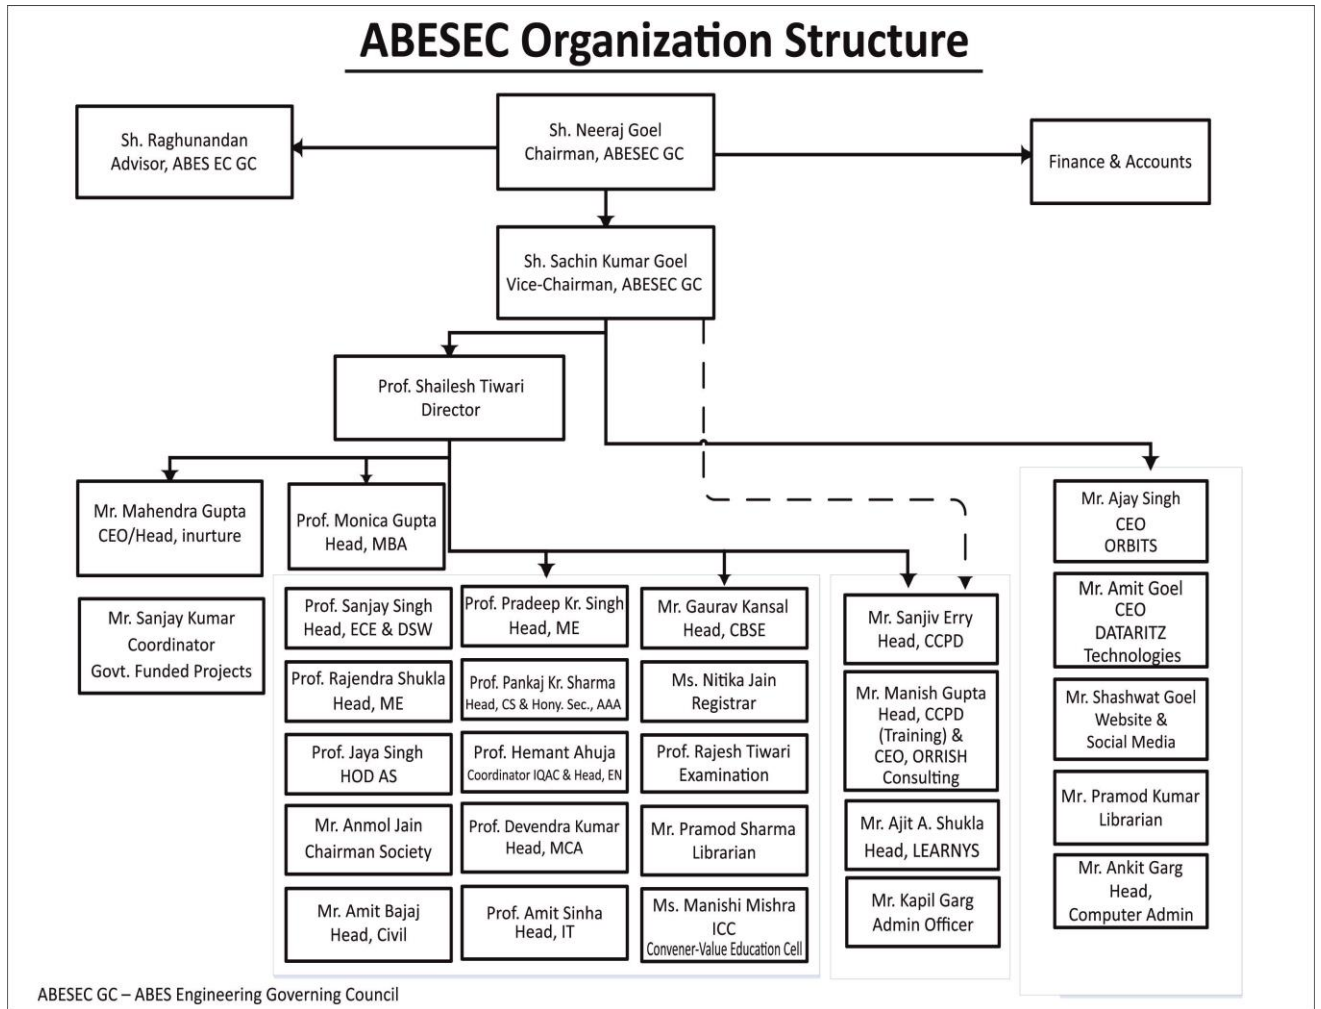 ABESEC Organization Structure
Sh. Raghunandan
Advisor, ABES EC GC
Sh. Neeraj Goel
Chairman, ABESEC GC
Finance & Accounts
Sh. Sachin Kumar Goel
Vice-Chairman, ABESEC GC
Prof. Shailesh Tiwari
Director
Mr. Mahendra Gupta
CEO/Head, inurture
Mr. Sanjay Kumar
Coordinator
Govt. Funded Projects
Prof. Monica Gupta
Head, MBA
Prof. Sanjay Singh
Head, ECE & DSW
Prof. Rajendra Shukla
Head, ME
Prof. Jaya Singh
HOD AS
Mr. Anmol Jain
Chairman Society
Mr. Amit Bajaj
Head, Civil
Prof. Pradeep Kr. Singh
Head, ME
Prof. Pankaj Kr. Sharma
Head, CS & Hony. Sec., AAA
Prof. Hemant Ahuja
Coordinator IQAC & Head, EN
Prof. Devendra Kumar
Head, MCA
Prof. Amit Sinha
Head, IT
Mr. Gaurav Kansal
Head, CBSE
Ms. Nitika Jain
Registrar
Prof. Rajesh Tiwari
Examination
Mr. Pramod Sharma
Librarian
Ms. Manishi Mishra
ICC
Convener-Value Education Cell
Mr. Sanjiv Erry
Head, CCPD
Mr. Manish Gupta
Head, CCPD
(Training) &
CEO, ORRISH
Consulting
Mr. Ajit A. Shukla
Head, LEARNYS
Mr. Kapil Garg
Admin Officer
Mr. Ajay Singh
CEO
ORBITS
Mr. Amit Goel
CEO
DATARITZ
Technologies
Mr. Shashwat Goel
Website &
Social Media
Mr. Pramod Kumar
Librarian
Mr. Ankit Garg
Head,
Computer Admin
ABESEC GC – ABES Engineering Governing Council